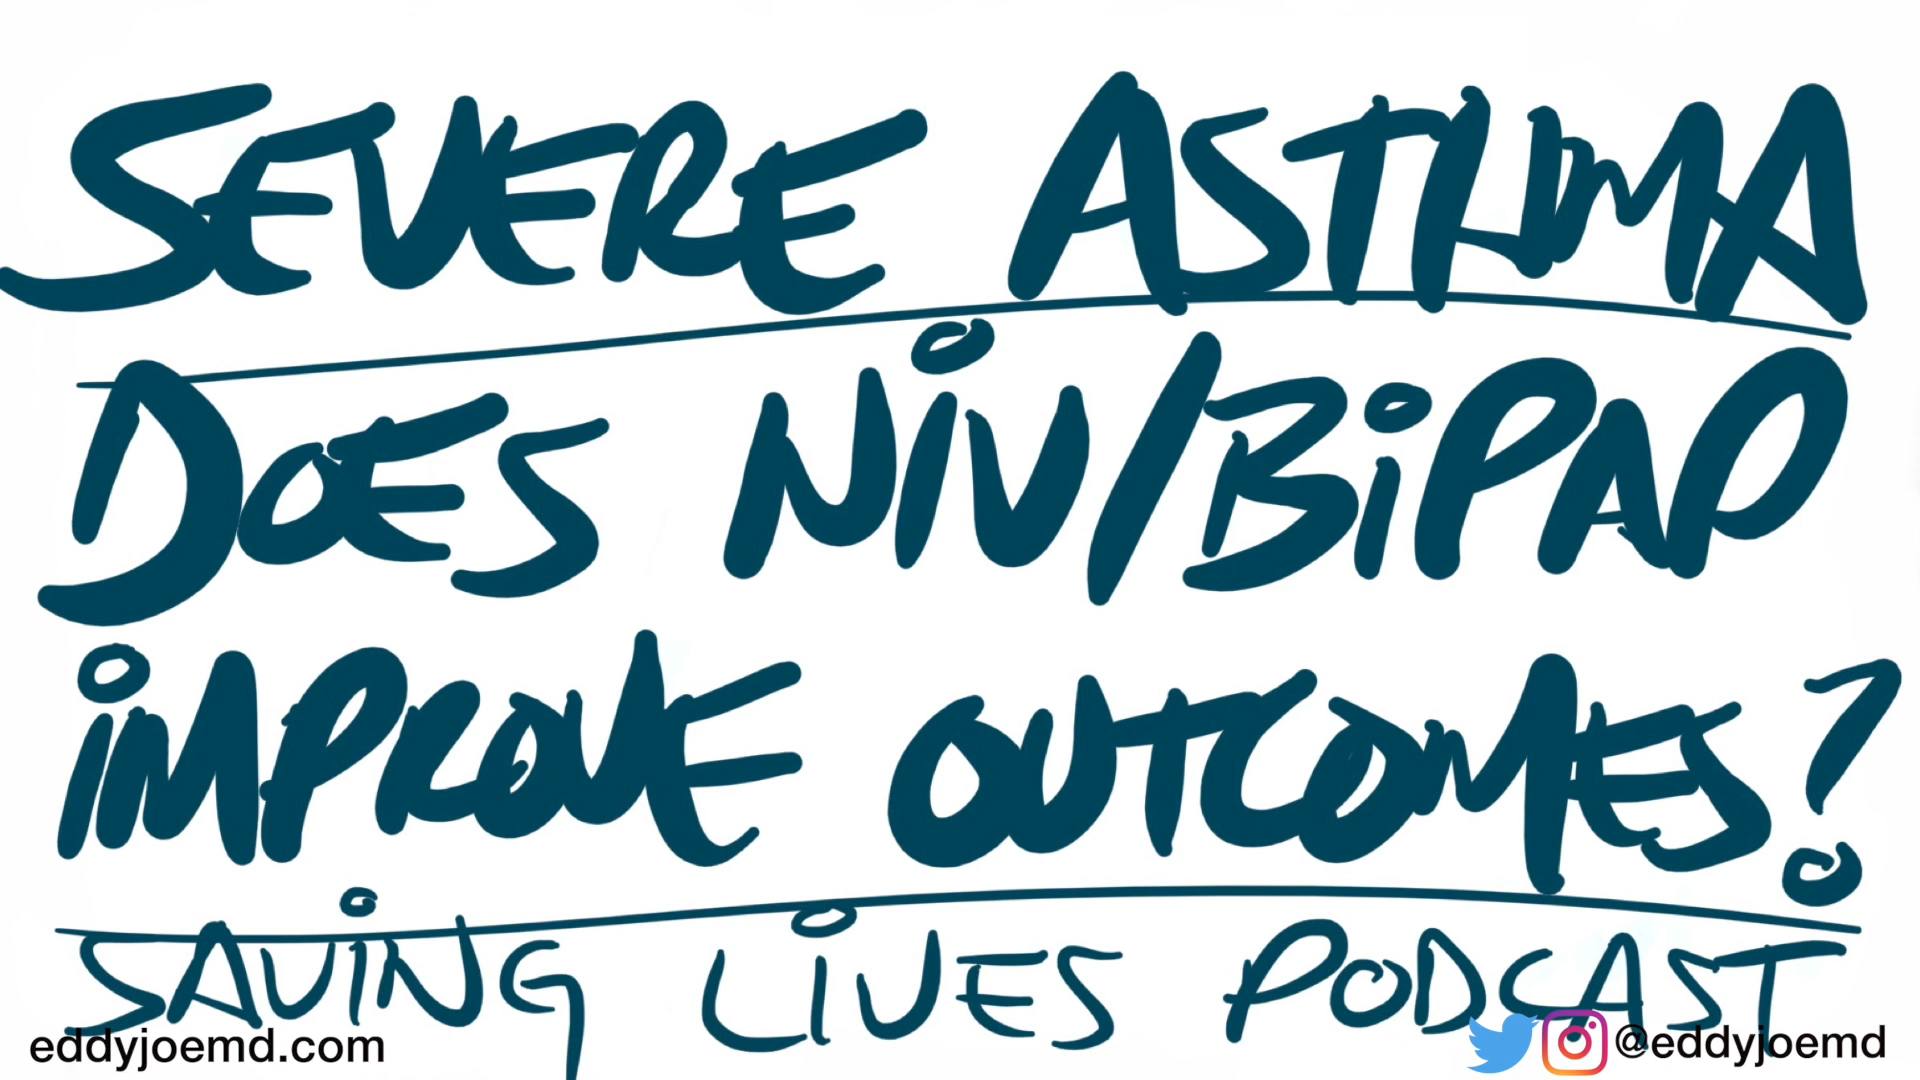 SEVERE ASTHMA
DOES NIV/BiPAP
iMPROVE OUTCOMES?
SAVING LIVES PODCAST
eddyjoemd.com
@eddyjoemd